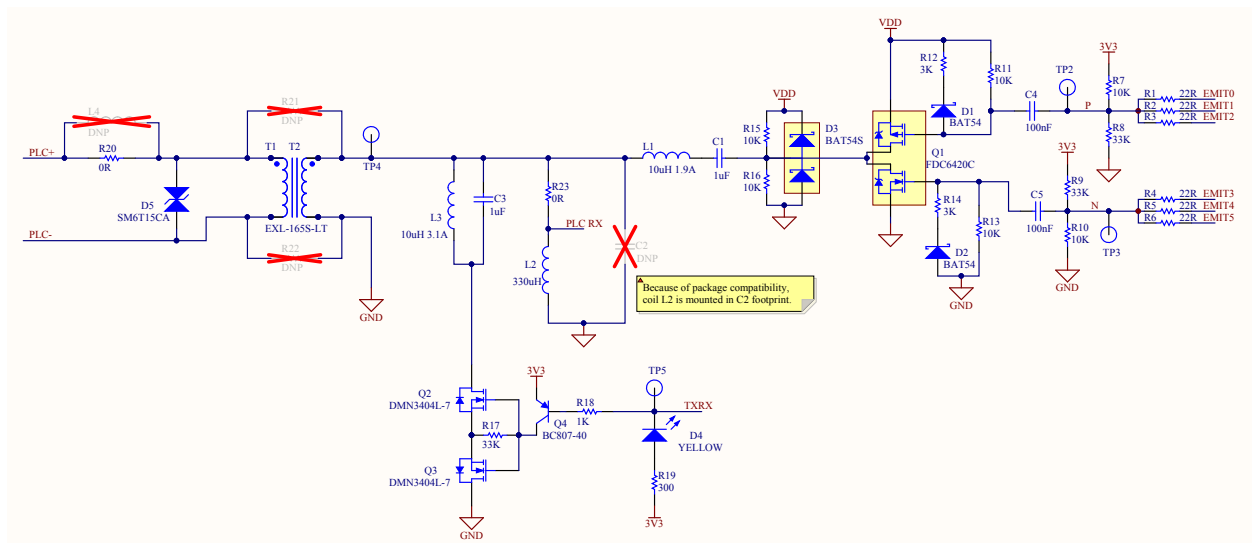 L4
DNP
R20
0R
PLC+
PLC-
D5
SM6T15CA
R21
DNP
T1 T2
EXL-165S-LT
R22
DNP
TP4
GND
L3
10uH 3.1A
C3
1uF
R23
0R
PLC RX
L2
330uH
C2
DNP
Because of package compatibility,
coil L2 is mounted in C2 footprint.
L1
10uH 1.9A
C1
1uF
VDD
R15
10K
R16
10K
D3
BAT54S
VDD
Q1
FDC6420C
R12
3K
R11
10K
D1
BAT54
C4
100nF
TP2
P
3V3
R7
10K
R8
33K
R1 22R EMIT0
R2 22R EMIT1
R3 22R EMIT2
R14
3K
R13
10K
D2
BAT54
GND
C5
100nF
3V3
R9
33K
N
R10
10K
GND
TP3
R4 22R EMIT3
R5 22R EMIT4
R6 22R EMIT5
Q2
DMN3404L-7
R17
33K
Q3
DMN3404L-7
GND
3V3
Q4
BC807-40
R18
1K
TP5
TXRX
D4
YELLOW
R19
300
3V3